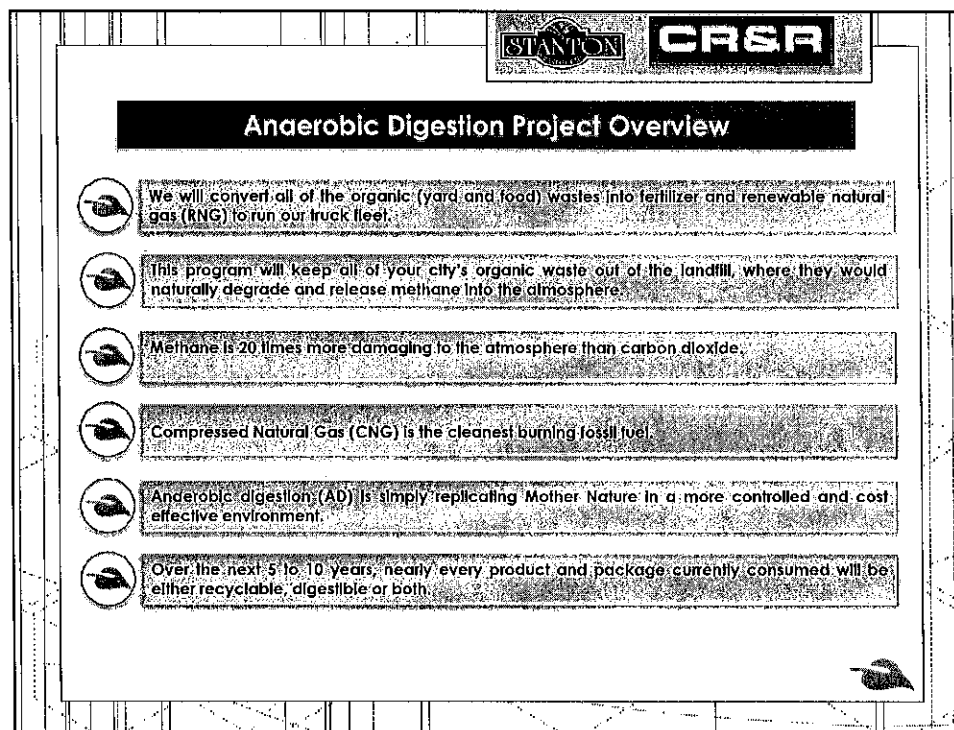 STANTON
CR&R
Anaerobic Digestion Project Overview
We will convert all of the organic (yard and food) wastes into fertilizer and renewable natural
gas (RNG) to run our truck fleet.
This program will keep all of your city's organic waste out of the landfill, where they would
naturally degrade and release methane into the atmosphere.
Methane is 20 times more damaging to the atmosphere than carbon dioxide.
Compressed Natural Gas (CNG) is the cleanest burning fossil fuel.
Anaerobic digestion (AD) is simply replicating Mother Nature in a more controlled and cost
effective environment.
Over the next 5 to 10 years, nearly every product and package currently consumed will be
either recyclable, digestible or both.